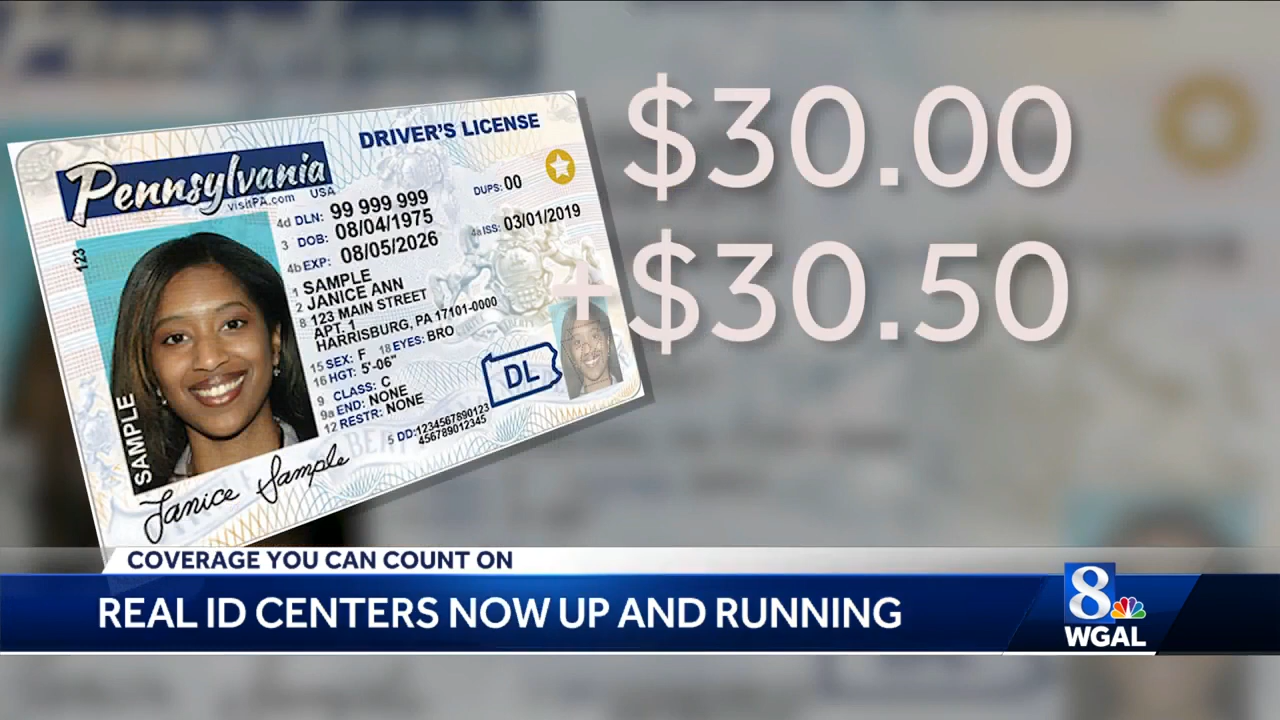 DRIVER'S LICENSE
Pennsylvania
visitPA.com
USA
4d DLN: 99 999 999
DUPS: 00
3 DOB: 08/04/1975
4b EXP: 08/05/2026
4a ISS: 03/01/2019
123
1 SAMPLE
2 JANICE ANN
8 123 MAIN STREET
APT. 1
HARRISBURG, PA 17101-0000
15 SEX: F 18 EYES: BRO
16 HGT: 5'-06"
9 CLASS: C
9a END: NONE
12 RESTR: NONE
DL
5 DD:1234567890123
456789012345
SAMPLE
Janice Sample
$30.00
+$30.50
COVERAGE YOU CAN COUNT ON
REAL ID CENTERS NOW UP AND RUNNING
8
WGAL